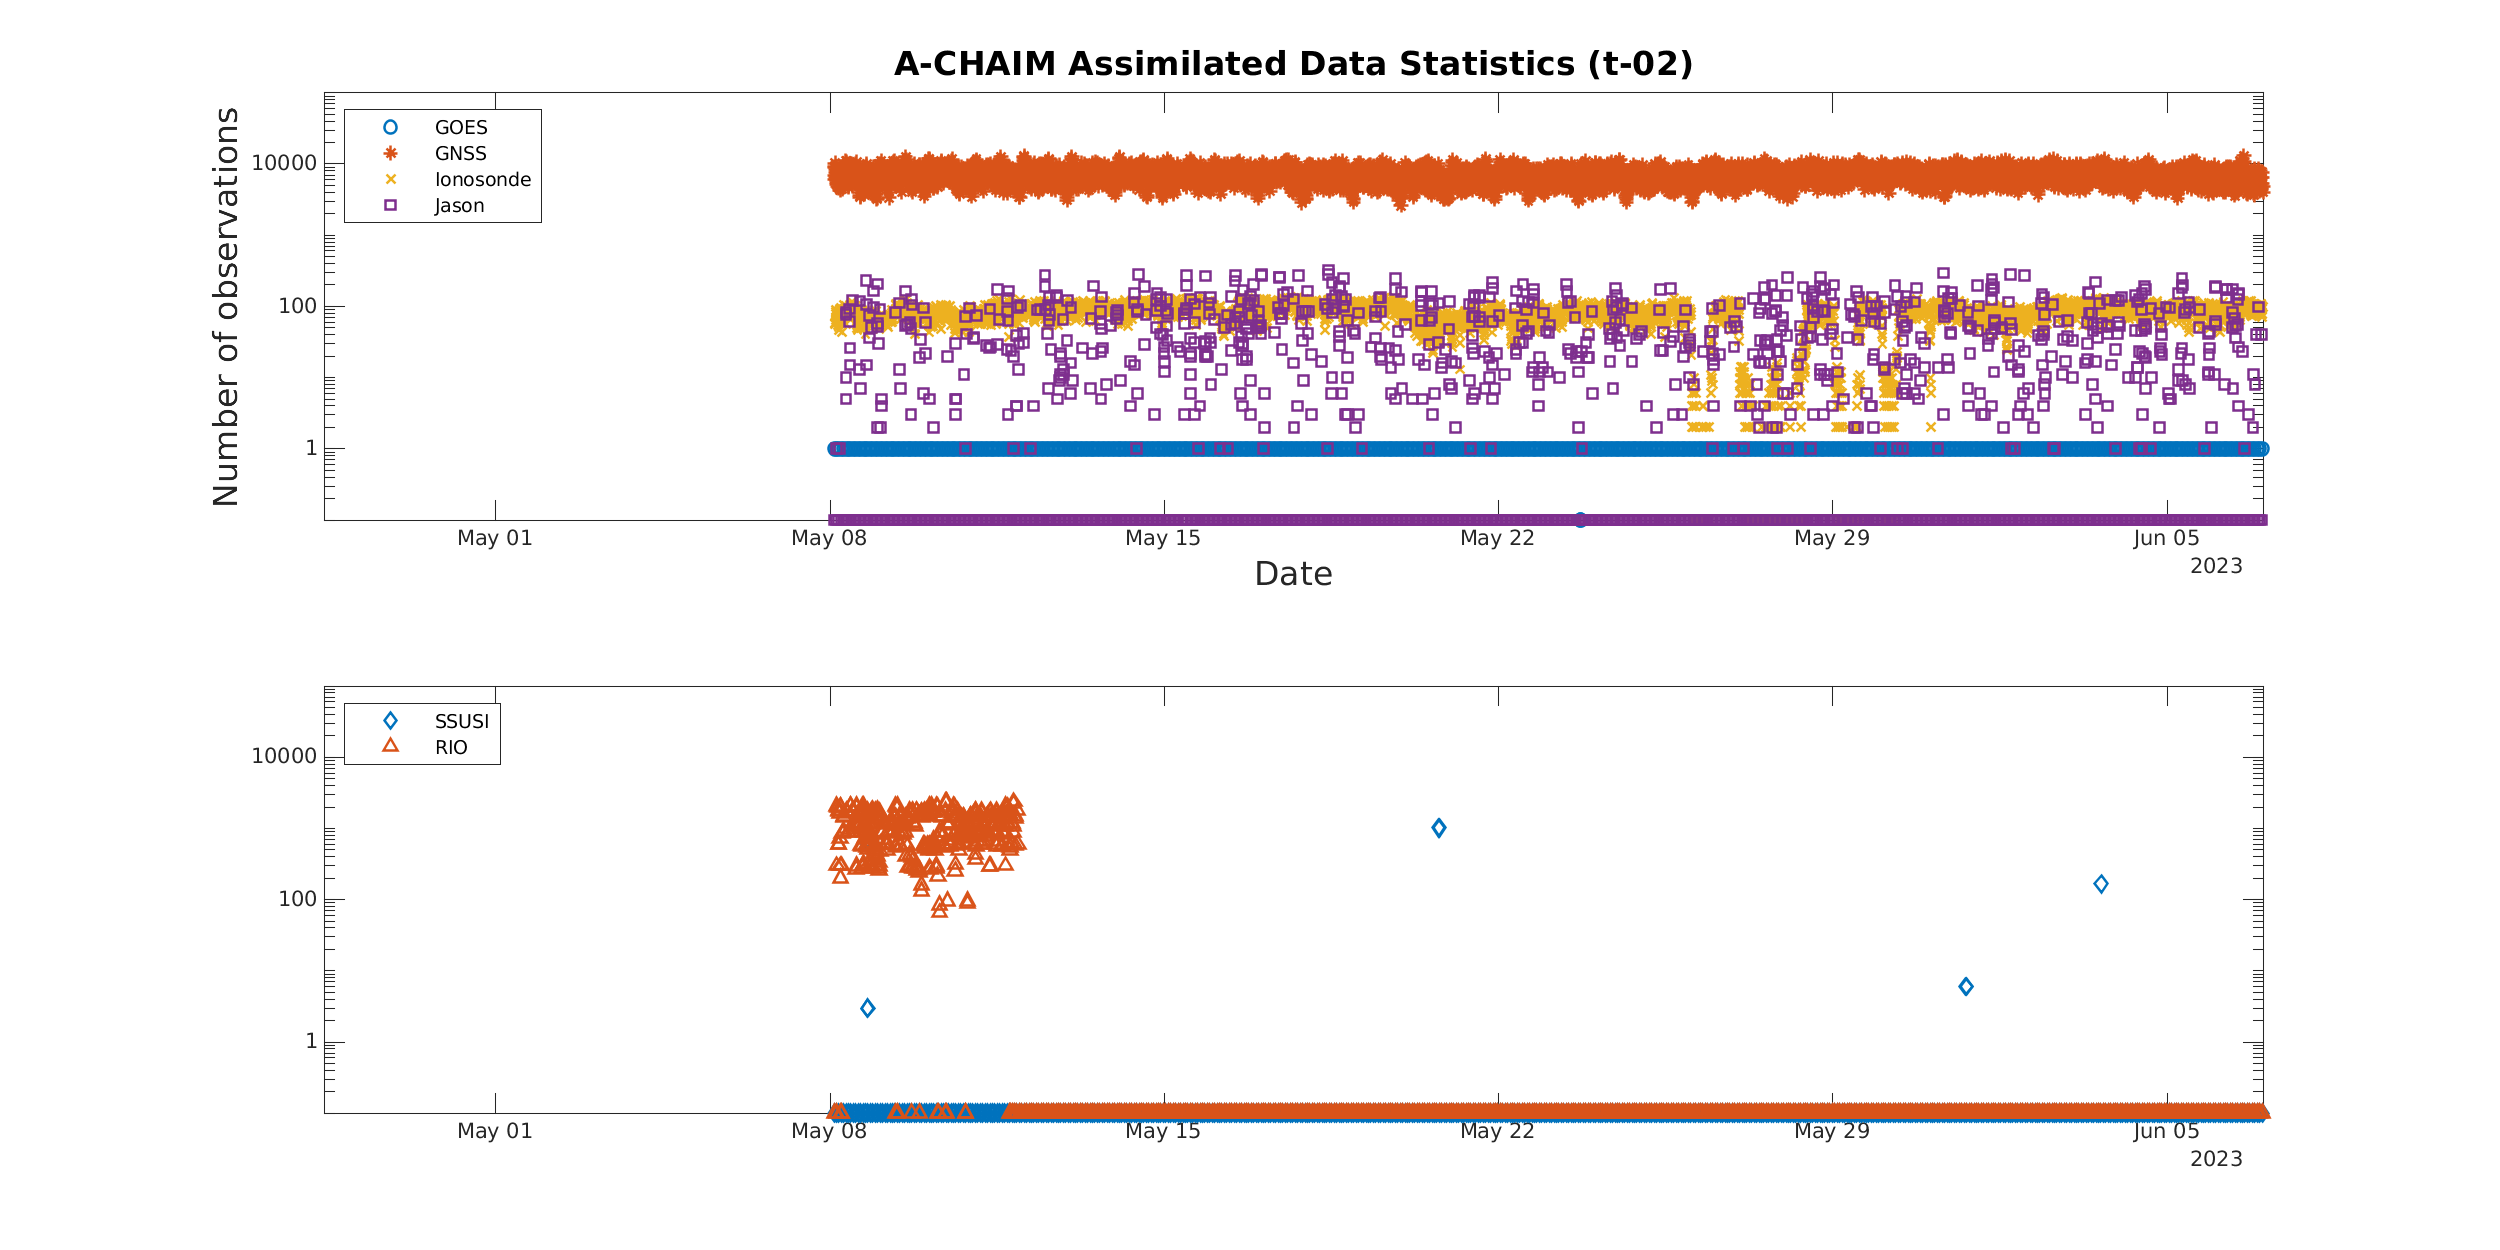 A-CHAIM Assimilated Data Statistics (t-02)
Number of observations
10000
100
1
GOES
GNSS
Ionosonde
Jason
May 01 May 08 May 15 May 22 May 29 Jun 05
2023
Date
10000
100
1
SSUSI
RIO
May 01 May 08 May 15 May 22 May 29 Jun 05
2023